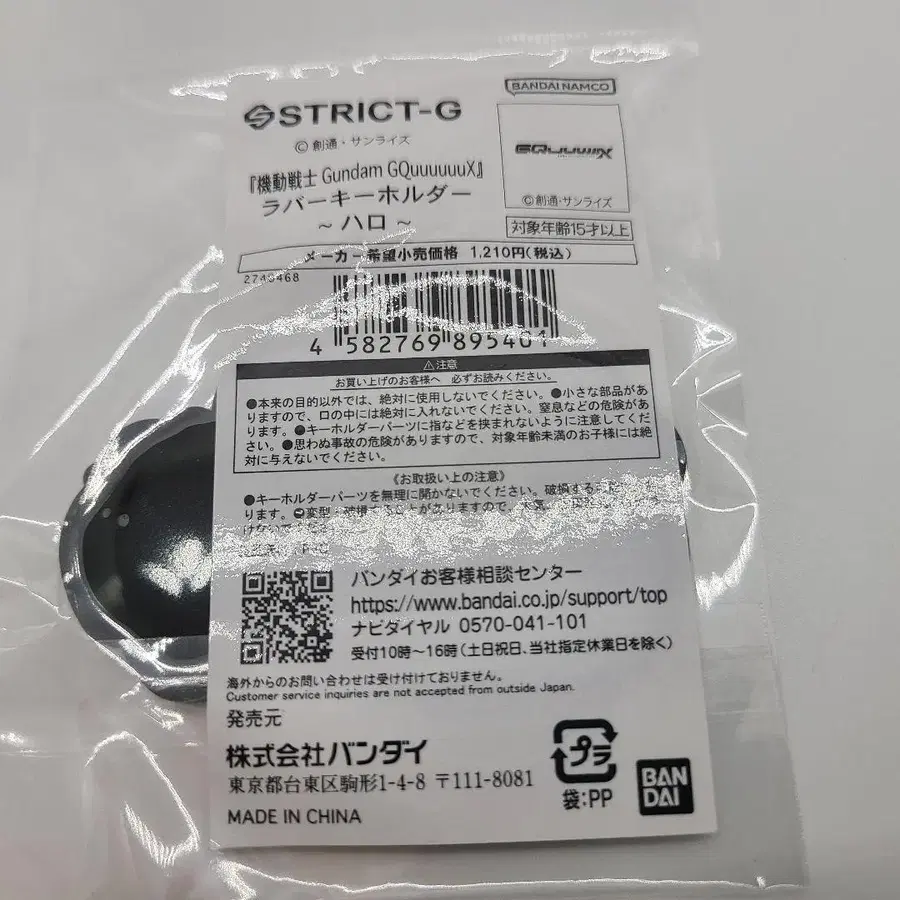 STRICT-G
BANDAI NAMCO
©創通・サンライズ
『機動戦士 Gundam GQuuuuuuX』
ラバーキーホルダー
~ ハロ ~
GQuuuuuuX
©創通・サンライズ
対象年齢15才以上
メーカー希望小売価格 1,210円(税込)
4 582769 895401
⚠注意
お買い上げのお客様へ 必ずお読みください。
●本来の目的以外では、絶対に使用しないでください。●小さな部品があ
りますので、口の中には絶対に入れないでください。窒息などの危険があ
ります。●キーホルダーパーツに指などを挟まれないように注意してくだ
さい。●思わぬ事故の危険がありますので、対象年齢未満のお子様には絶
対に与えないでください。
《お取扱い上の注意》
●キーホルダーパーツを無理に開かないでください。破損する
ります。
バンダイお客様相談センター
https://www.bandai.co.jp/support/top
ナビダイヤル 0570-041-101
受付10時~16時(土日祝日、当社指定休業日を除く)
海外からのお問い合わせは受け付けておりません。
Customer service inquiries are not accepted from outside Japan.
発売元
株式会社バンダイ
東京都台東区駒形1-4-8 〒111-8081
MADE IN CHINA
プラ
袋:PP
BAN
DAI